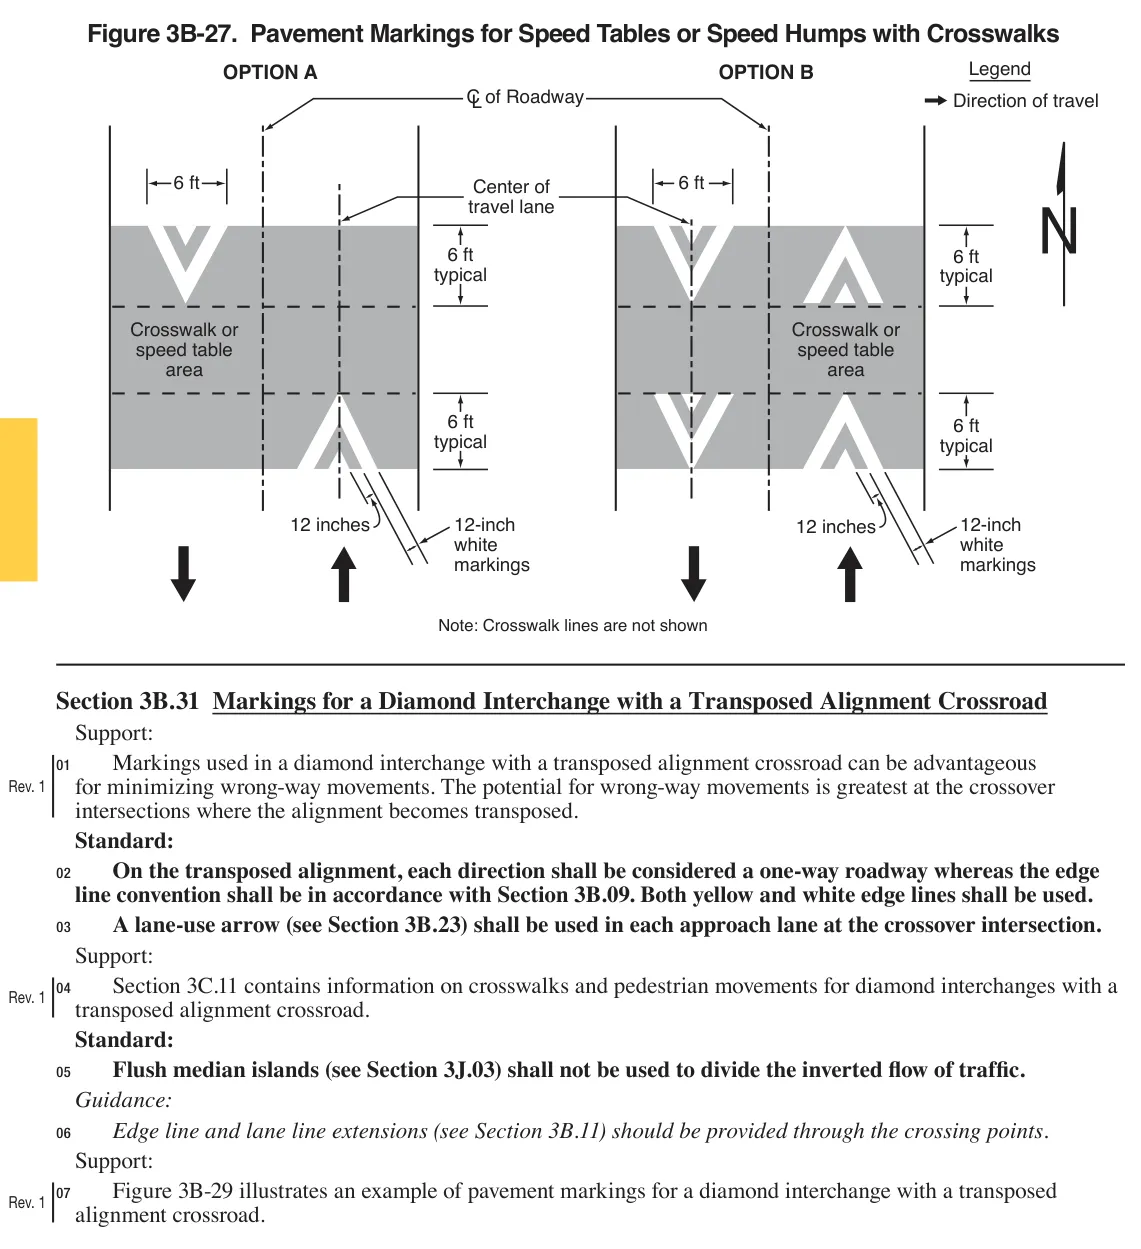 Figure 3B-27. Pavement Markings for Speed Tables or Speed Humps with Crosswalks
OPTION A
OPTION B
Legend
Direction of travel
℄ of Roadway
6 ft
Center of
travel lane
6 ft
N
6 ft
typical
6 ft
typical
Crosswalk or
speed table
area
Crosswalk or
speed table
area
6 ft
typical
6 ft
typical
12 inches
12-inch
white
markings
12 inches
12-inch
white
markings
Note: Crosswalk lines are not shown
Section 3B.31 Markings for a Diamond Interchange with a Transposed Alignment Crossroad
Support:
01 Markings used in a diamond interchange with a transposed alignment crossroad can be advantageous
Rev. 1 for minimizing wrong-way movements. The potential for wrong-way movements is greatest at the crossover
intersections where the alignment becomes transposed.
Standard:
02 On the transposed alignment, each direction shall be considered a one-way roadway whereas the edge
line convention shall be in accordance with Section 3B.09. Both yellow and white edge lines shall be used.
03 A lane-use arrow (see Section 3B.23) shall be used in each approach lane at the crossover intersection.
Support:
Rev. 1 04 Section 3C.11 contains information on crosswalks and pedestrian movements for diamond interchanges with a
transposed alignment crossroad.
Standard:
05 Flush median islands (see Section 3J.03) shall not be used to divide the inverted flow of traffic.
Guidance:
06 Edge line and lane line extensions (see Section 3B.11) should be provided through the crossing points.
Support:
Rev. 1 07 Figure 3B-29 illustrates an example of pavement markings for a diamond interchange with a transposed
alignment crossroad.